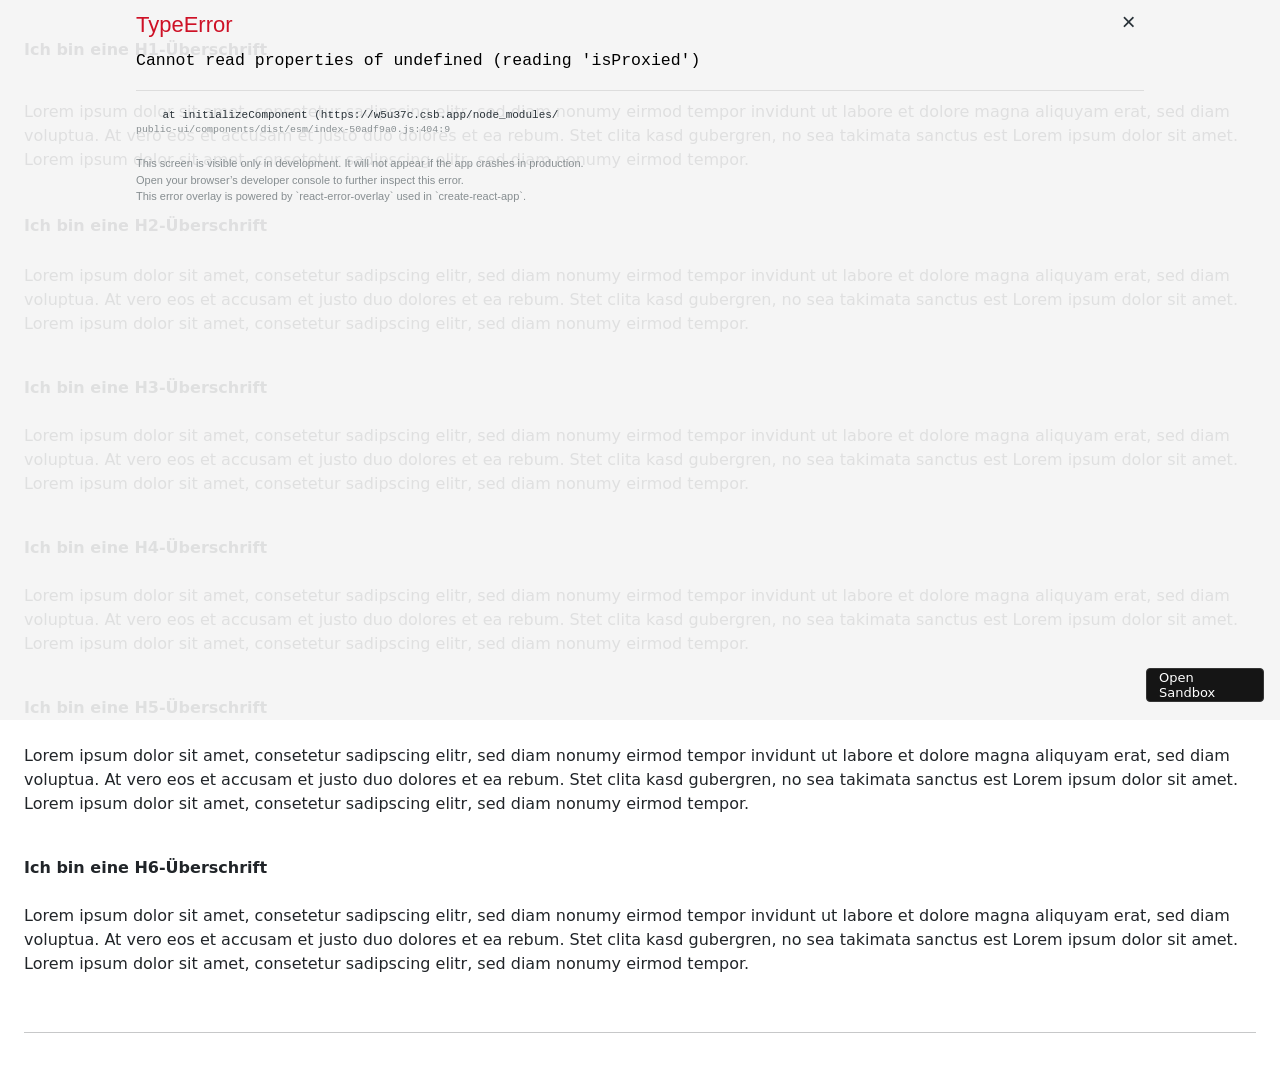 TypeError
✕
Ich bin eine H1-Überschrift
Cannot read properties of undefined (reading 'isProxied')
Lorem ipsum dolor sit amet, consetetur sadipscing elitr, sed diam nonumy eirmod tempor invidunt ut labore et dolore magna aliquyam erat, sed diam
voluptua. At vero eos et accusam et justo duo dolores et ea rebum. Stet clita kasd gubergren, no sea takimata sanctus est Lorem ipsum dolor sit amet.
Lorem ipsum dolor sit amet, consetetur sadipscing elitr, sed diam nonumy eirmod tempor.
at initializeComponent (https://w5u37c.csb.app/node_modules/
public-ui/components/dist/esm/index-50adf9a0.js:404:9
This screen is visible only in development. It will not appear if the app crashes in production.
Open your browser’s developer console to further inspect this error.
This error overlay is powered by `react-error-overlay` used in `create-react-app`.
Ich bin eine H2-Überschrift
Lorem ipsum dolor sit amet, consetetur sadipscing elitr, sed diam nonumy eirmod tempor invidunt ut labore et dolore magna aliquyam erat, sed diam
voluptua. At vero eos et accusam et justo duo dolores et ea rebum. Stet clita kasd gubergren, no sea takimata sanctus est Lorem ipsum dolor sit amet.
Lorem ipsum dolor sit amet, consetetur sadipscing elitr, sed diam nonumy eirmod tempor.
Ich bin eine H3-Überschrift
Lorem ipsum dolor sit amet, consetetur sadipscing elitr, sed diam nonumy eirmod tempor invidunt ut labore et dolore magna aliquyam erat, sed diam
voluptua. At vero eos et accusam et justo duo dolores et ea rebum. Stet clita kasd gubergren, no sea takimata sanctus est Lorem ipsum dolor sit amet.
Lorem ipsum dolor sit amet, consetetur sadipscing elitr, sed diam nonumy eirmod tempor.
Ich bin eine H4-Überschrift
Lorem ipsum dolor sit amet, consetetur sadipscing elitr, sed diam nonumy eirmod tempor invidunt ut labore et dolore magna aliquyam erat, sed diam
voluptua. At vero eos et accusam et justo duo dolores et ea rebum. Stet clita kasd gubergren, no sea takimata sanctus est Lorem ipsum dolor sit amet.
Lorem ipsum dolor sit amet, consetetur sadipscing elitr, sed diam nonumy eirmod tempor.
Open
Sandbox
Ich bin eine H5-Überschrift
Lorem ipsum dolor sit amet, consetetur sadipscing elitr, sed diam nonumy eirmod tempor invidunt ut labore et dolore magna aliquyam erat, sed diam
voluptua. At vero eos et accusam et justo duo dolores et ea rebum. Stet clita kasd gubergren, no sea takimata sanctus est Lorem ipsum dolor sit amet.
Lorem ipsum dolor sit amet, consetetur sadipscing elitr, sed diam nonumy eirmod tempor.
Ich bin eine H6-Überschrift
Lorem ipsum dolor sit amet, consetetur sadipscing elitr, sed diam nonumy eirmod tempor invidunt ut labore et dolore magna aliquyam erat, sed diam
voluptua. At vero eos et accusam et justo duo dolores et ea rebum. Stet clita kasd gubergren, no sea takimata sanctus est Lorem ipsum dolor sit amet.
Lorem ipsum dolor sit amet, consetetur sadipscing elitr, sed diam nonumy eirmod tempor.